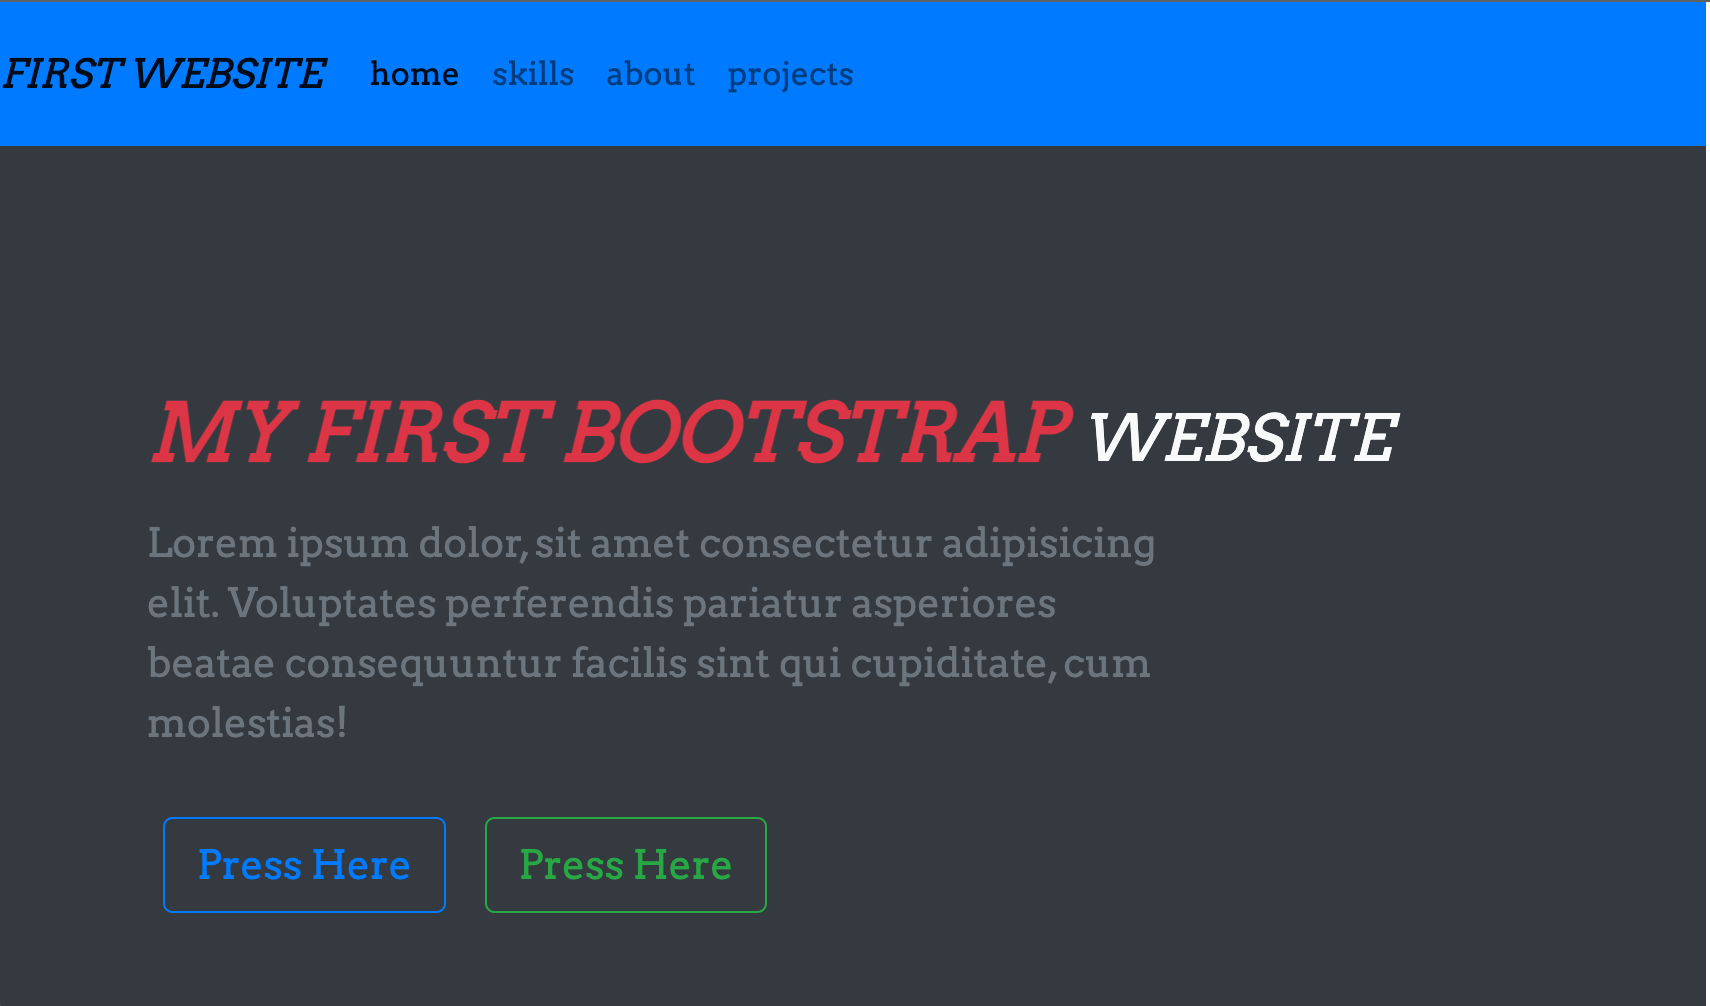 FIRST WEBSITE home skills about projects
MY FIRST BOOTSTRAP WEBSITE
Lorem ipsum dolor, sit amet consectetur adipisicing
elit. Voluptates perferendis pariatur asperiores
beatae consequuntur facilis sint qui cupiditate, cum
molestias!
Press Here Press Here